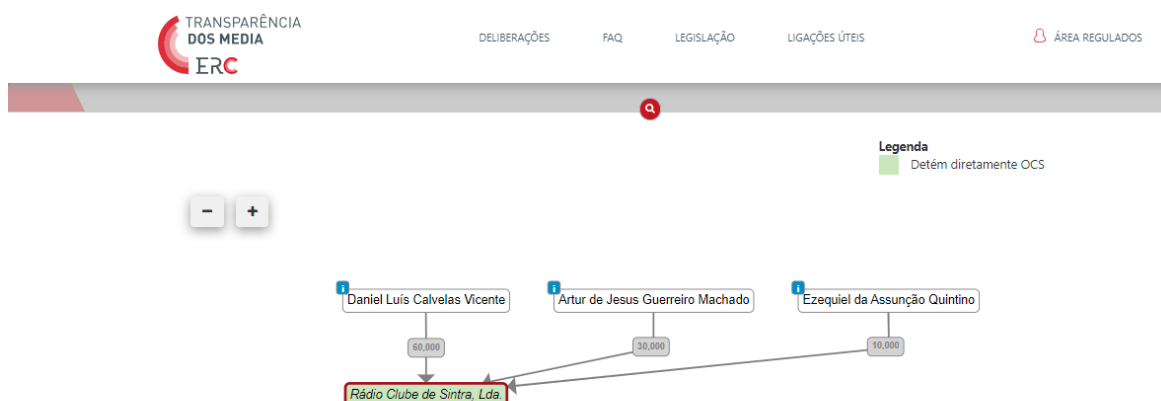 TRANSPARÊNCIA
DOS MEDIA
ERC
DELIBERAÇÕES
FAQ
LEGISLAÇÃO
LIGAÇÕES ÚTEIS
ÁREA REGULADOS
Legenda
Detém diretamente OCS
- +
i Daniel Luís Calvelas Vicente
i Artur de Jesus Guerreiro Machado
i Ezequiel da Assunção Quintino
60,000
30,000
10,000
Rádio Clube de Sintra, Lda.